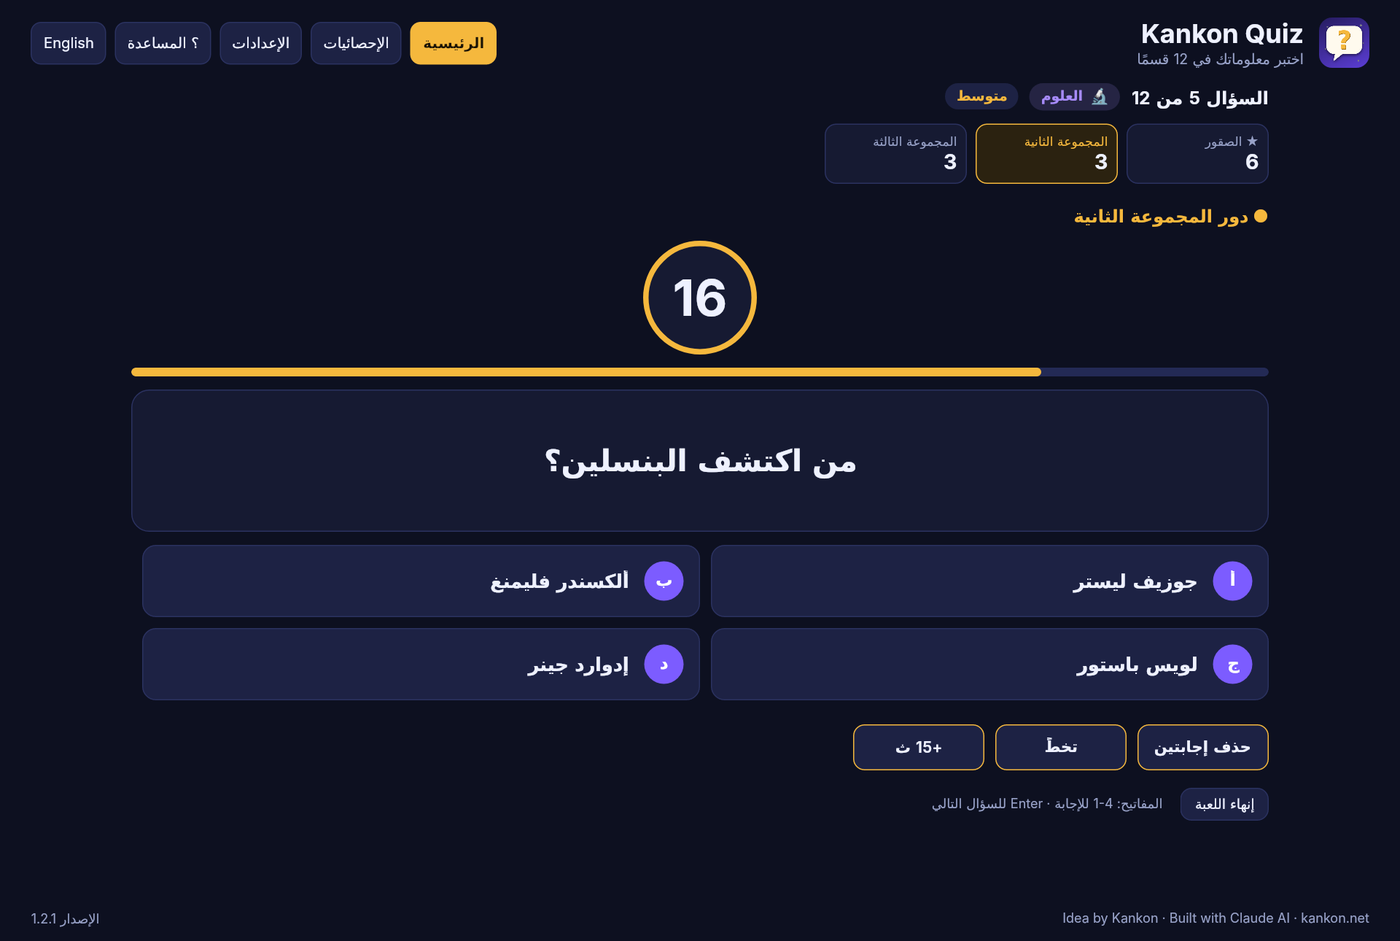 Kankon Quiz
اختبر معلوماتك في 12 قسمًا
الرئيسية
الإحصائيات
الإعدادات
؟ المساعدة
English
السؤال 5 من 12
العلوم
متوسط
★ الصقور
6
المجموعة الثانية
3
المجموعة الثالثة
3
دور المجموعة الثانية
16
من اكتشف البنسلين؟
أ جوزيف ليستر
ب ألكسندر فليمنغ
ج لويس باستور
د إدوارد جينر
حذف إجابتين
تخطّ
+15 ث
إنهاء اللعبة
المفاتيح: 1-4 للإجابة · Enter للسؤال التالي
Idea by Kankon · Built with Claude AI · kankon.net
الإصدار 1.2.1